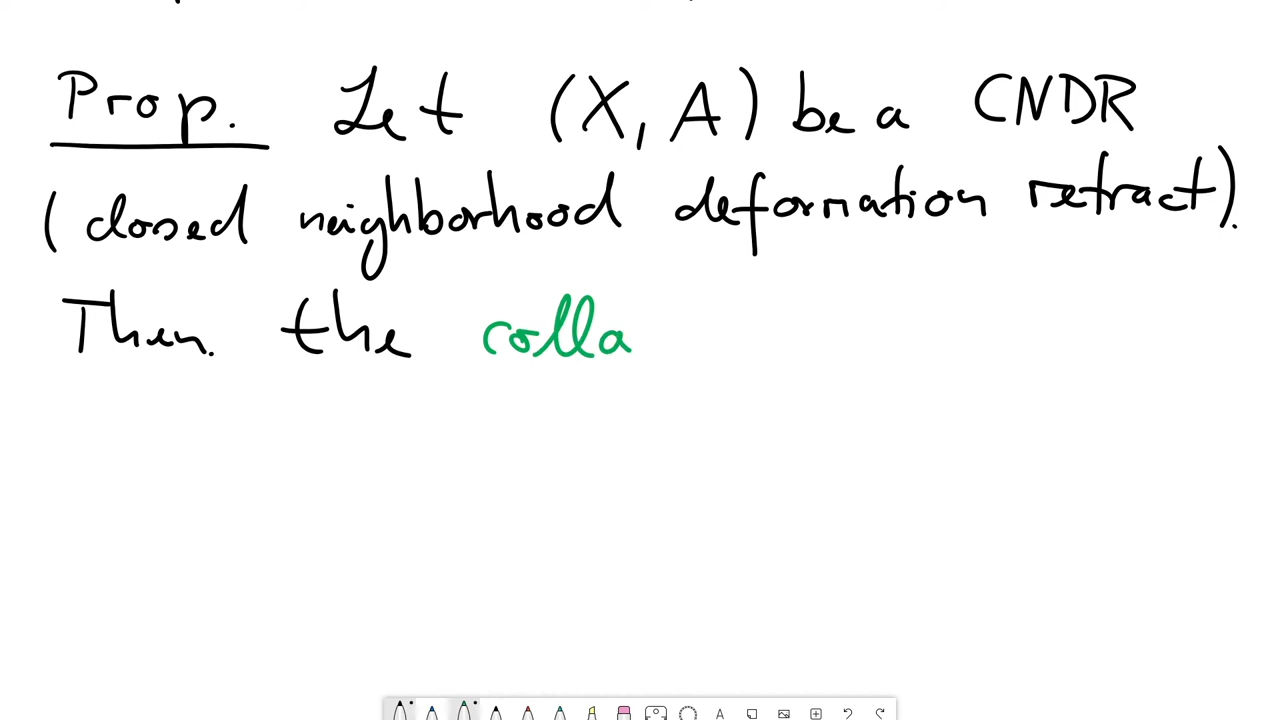 Prop. Let (X, A) be a CNDR
(closed neighborhood deformation retract).
Then the colla